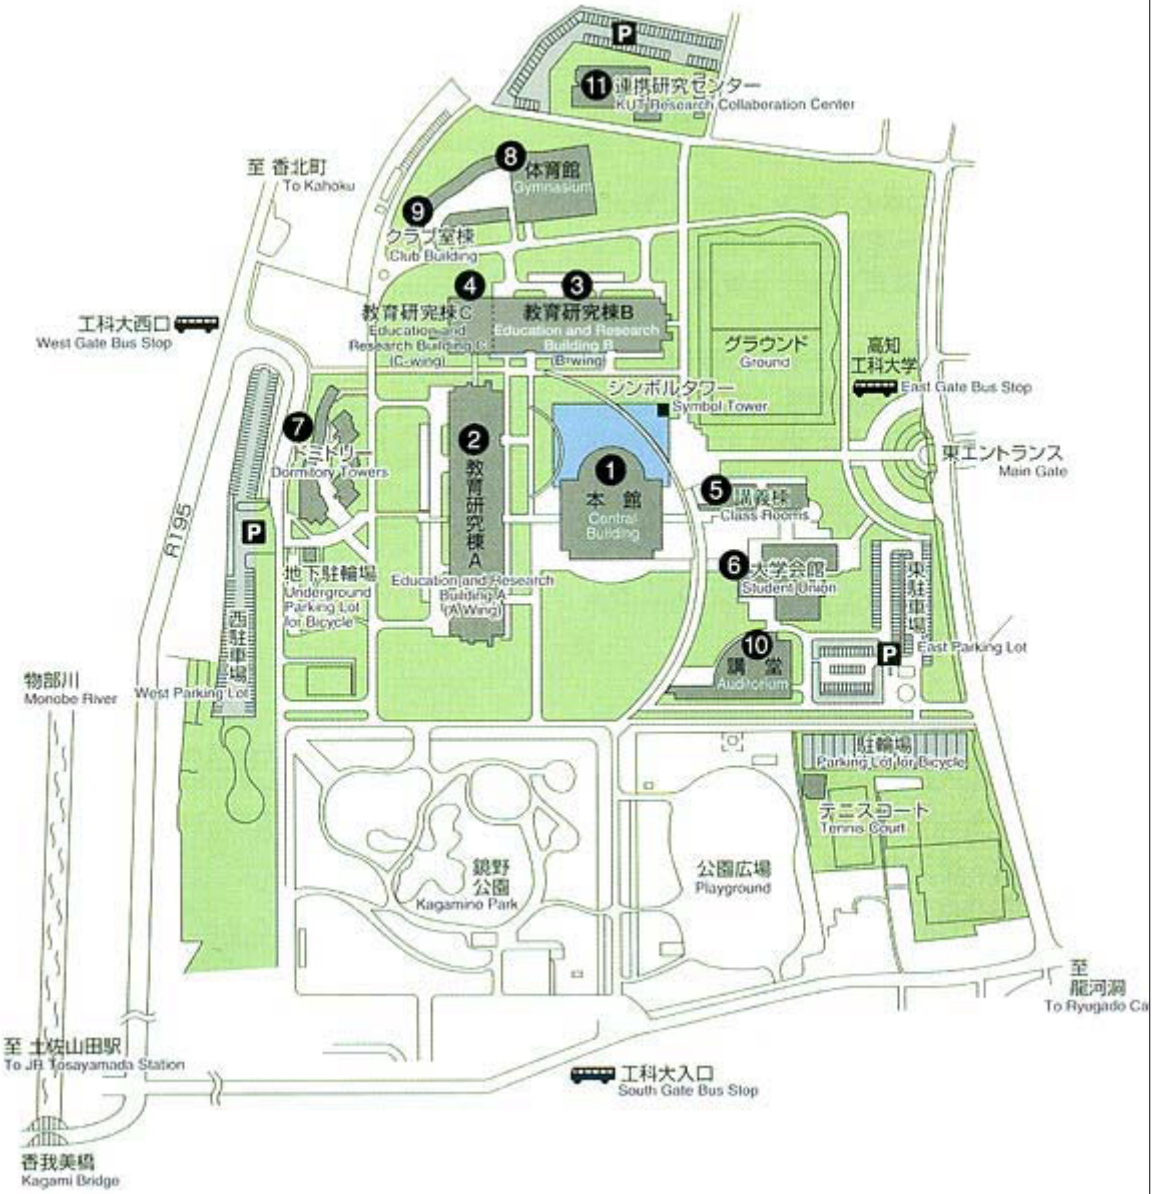 P
11 連携研究センター
KUT Research Collaboration Center
8 体育館
Gymnasium
至 香北町
To Kahoku
9
クラブ室棟
Club Building
4
教育研究棟C
Education and
Research Building C
(C-wing)
3
教育研究棟B
Education and Research
Building B
(B-wing)
工科大西口
West Gate Bus Stop
グラウンド
Ground
高知
工科大学
East Gate Bus Stop
シンボルタワー
Symbol Tower
7
ドミトリー
Dormitory Towers
2
教育研究棟A
Education and Research
Building A
(A Wing)
1
本館
Central
Building
東エントランス
Main Gate
5 講義棟
Class Rooms
R195
P
6 大学会館
Student Union
地下駐輪場
Underground
Parking Lot
for Bicycle
東駐車場
East Parking Lot
P
西駐車場
West Parking Lot
10
講堂
Auditorium
物部川
Monobe River
駐輪場
Parking Lot for Bicycle
テニスコート
Tennis Court
鏡野
公園
Kagamino Park
公園広場
Playground
至
龍河洞
To Ryugado Ca
至 土佐山田駅
To JR Tosayamada Station
工科大入口
South Gate Bus Stop
香我美橋
Kagami Bridge